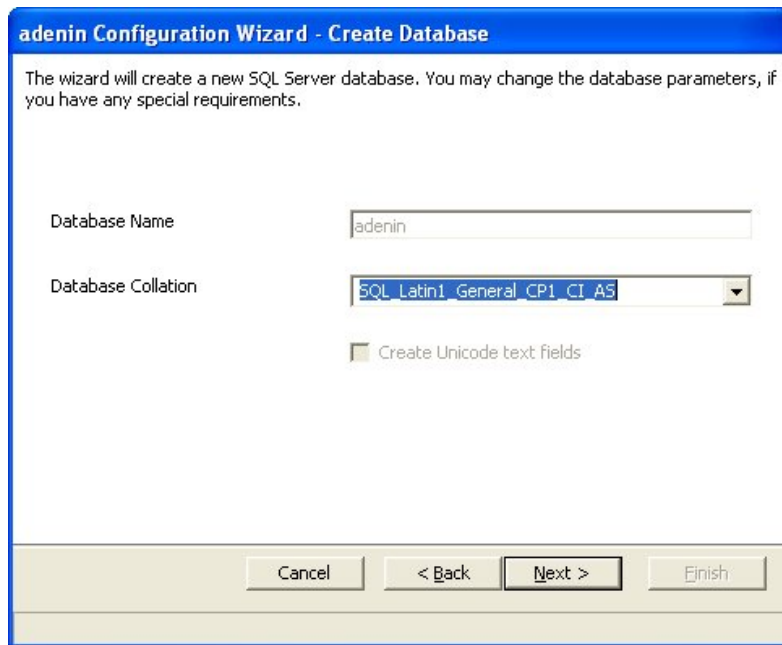 adenin Configuration Wizard - Create Database
The wizard will create a new SQL Server database. You may change the database parameters, if
you have any special requirements.
Database Name
adenin
Database Collation
SQL_Latin1_General_CP1_CI_AS
Create Unicode text fields
Cancel
< Back
Next >
Finish